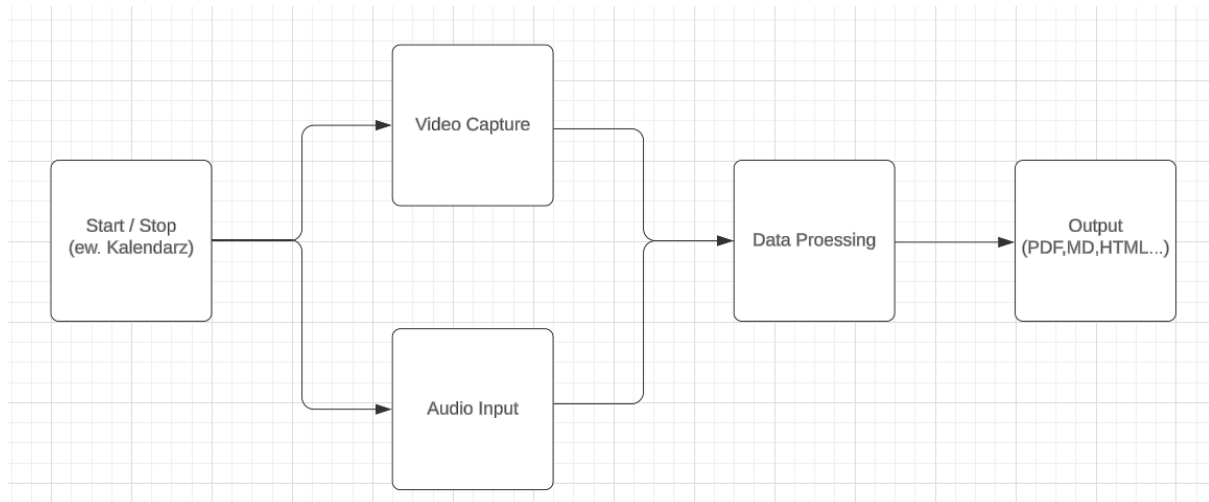 Video Capture
Start / Stop
(ew. Kalendarz)
Data Proessing
Output
(PDF,MD,HTML...)
Audio Input